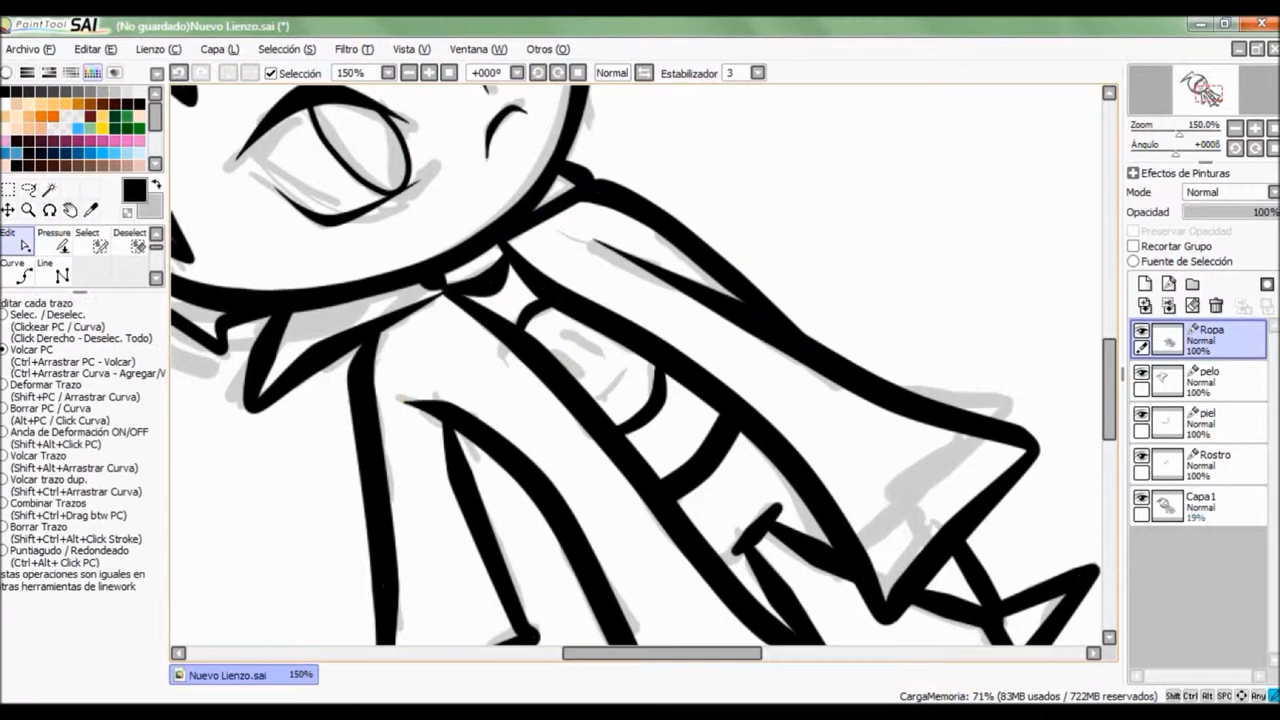 PaintTool SAI (No guardado)Nuevo Lienzo.sai (*)
Archivo (F) Editar (E) Lienzo (C) Capa (L) Selección (S) Filtro (T) Vista (V) Ventana (W) Otros (O)
Selección 150% +000º Normal Estabilizador 3
Zoom 150.0%
Ángulo +0008
Efectos de Pinturas
Mode Normal
Opacidad 100%
Preservar Opacidad
Recortar Grupo
Fuente de Selección
Edit Pressure Select Deselect
Curve Line
ditar cada trazo
Selec. / Deselec.
(Clickear PC / Curva)
(Click Derecho - Deselec. Todo)
Volcar PC
(Ctrl+Arrastrar PC - Volcar)
(Ctrl+Arrastrar Curva - Agregar/V
Deformar Trazo
(Shift+PC / Arrastrar Curva)
Borrar PC / Curva
(Alt+PC / Click Curva)
Ancla de Deformación ON/OFF
(Shift+Alt+Click PC)
Volcar Trazo
(Shift+Alt+Arrastrar Curva)
Volcar trazo dup.
(Shift+Ctrl+Arrastrar Curva)
Combinar Trazos
(Shift+Ctrl+Drag btw PC)
Borrar Trazo
(Shift+Ctrl+Alt+Click Stroke)
Puntiagudo / Redondeado
(Ctrl+Alt+ Click PC)
stas operaciones son iguales en
tras herramientas de linework
Ropa
Normal
100%
pelo
Normal
100%
piel
Normal
100%
Rostro
Normal
100%
Capa1
Normal
19%
Nuevo Lienzo.sai 150%
CargaMemoria: 71% (83MB usados / 722MB reservados) Shift Ctrl Alt SPC Any